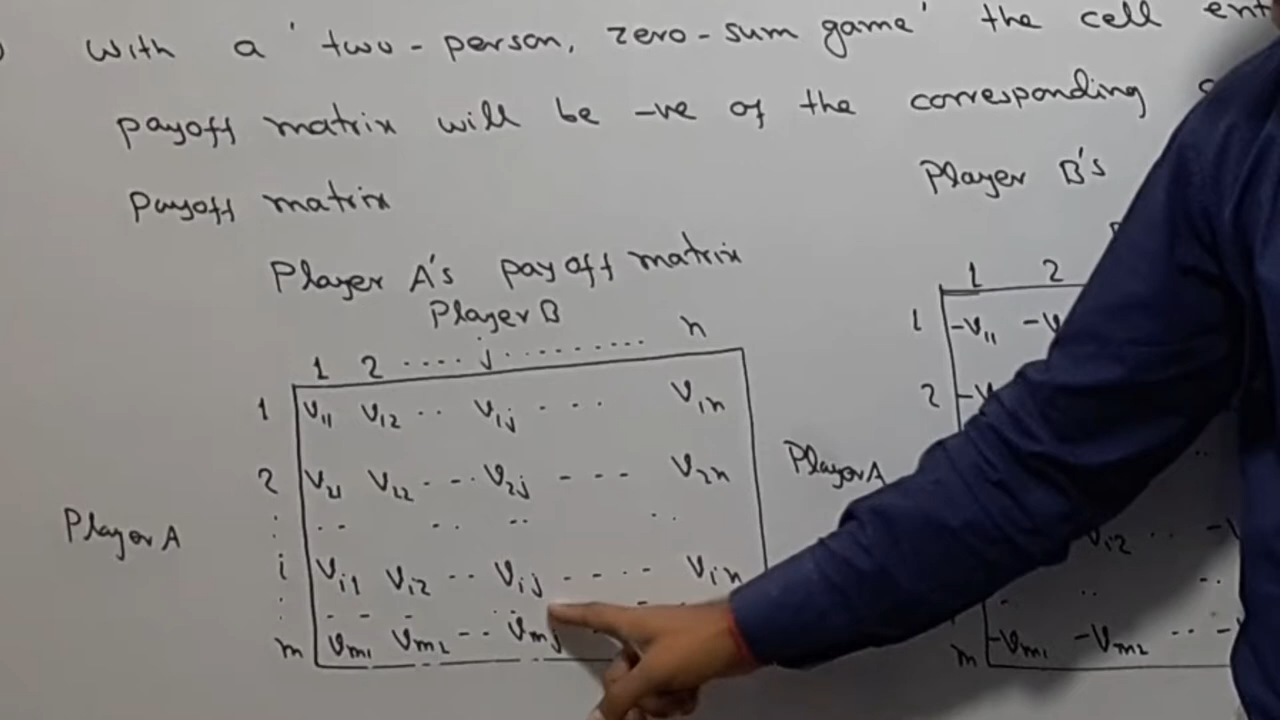 with a 'two-person, zero-sum game' the cell
payoff matrix will be -ve of the corresponding
payoff matrix
Player A's payoff matrix
Player B
1 2 .... j ......... n
1 V11 V12 .. V1j . . . V1n
2 V21 V22 --- V2j --- V2n
Player A
i Vi1 Vi2 -- Vij ---- Vin
m Vm1 Vm2 -- Vmj
Player B's
1 2
1 -V11
2
Player A
Vi2 ..
m -Vm1 -Vm2 ..